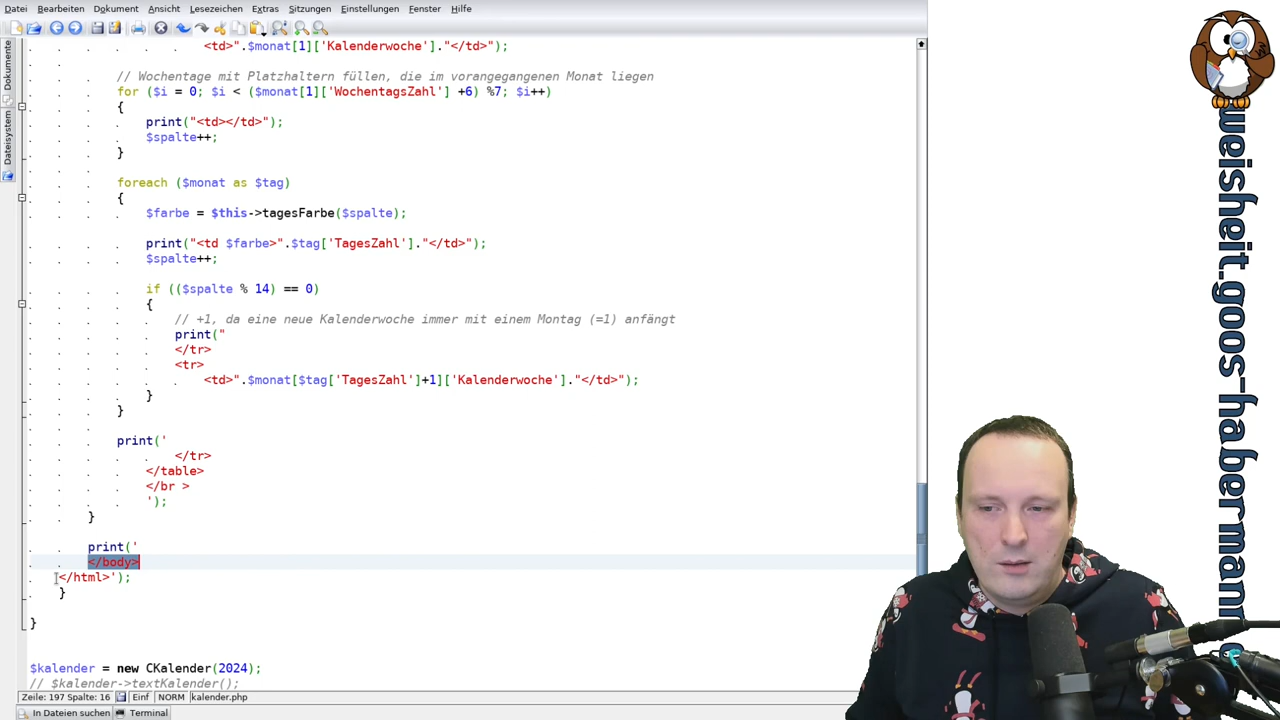 Datei Bearbeiten Dokument Ansicht Lesezeichen Extras Sitzungen Einstellungen Fenster Hilfe
Dokumente
Dateisystem
<td>".$monat[1]['Kalenderwoche']."</td>");
// Wochentage mit Platzhaltern füllen, die im vorangegangenen Monat liegen
for ($i = 0; $i < ($monat[1]['WochentagsZahl'] +6) %7; $i++)
{
print("<td></td>");
$spalte++;
}
foreach ($monat as $tag)
{
$farbe = $this->tagesFarbe($spalte);
print("<td $farbe>".$tag['TagesZahl']."</td>");
$spalte++;
if (($spalte % 14) == 0)
{
// +1, da eine neue Kalenderwoche immer mit einem Montag (=1) anfängt
print("
</tr>
<tr>
<td>".$monat[$tag['TagesZahl']+1]['Kalenderwoche']."</td>");
}
}
print('
</tr>
</table>
</br >
');
}
print('
</body>
</html>');
}
}
$kalender = new CKalender(2024);
// $kalender->textKalender();
Zeile: 197 Spalte: 16 Einf NORM kalender.php
In Dateien suchen Terminal
weisheit.goos-habermann.de